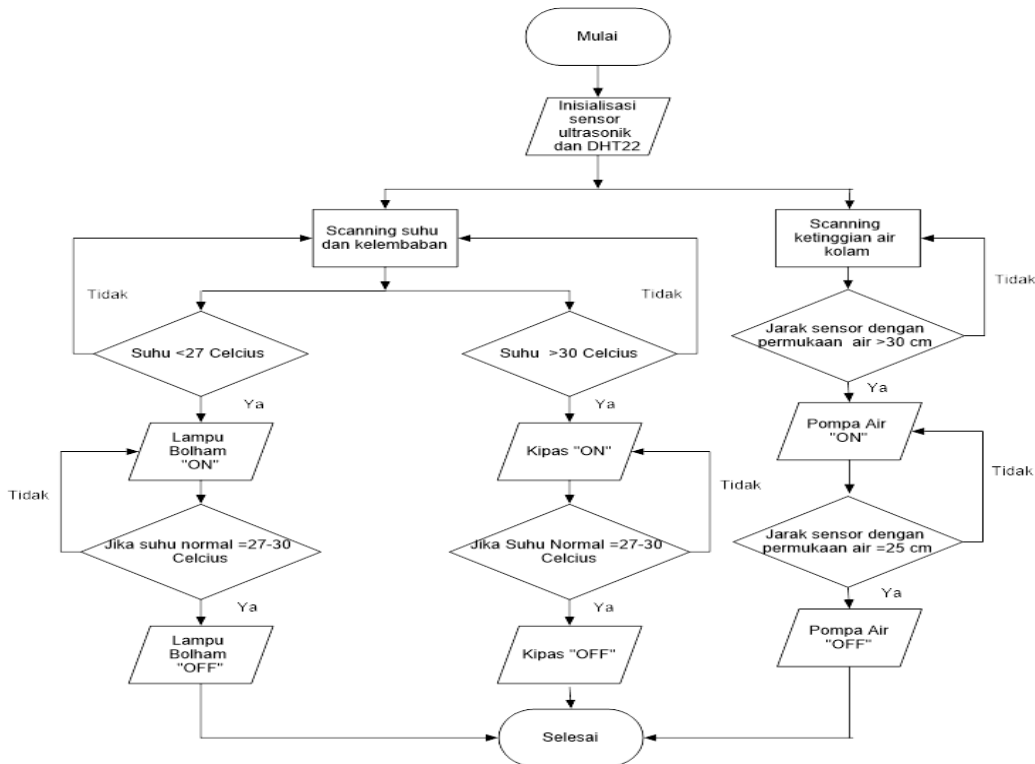 Mulai
Inisialisasi
sensor
ultrasonik
dan DHT22
Scanning suhu
dan kelembaban
Scanning
ketinggian air
kolam
Tidak
Tidak
Tidak
Suhu <27 Celcius
Suhu >30 Celcius
Jarak sensor dengan
permukaan air >30 cm
Ya
Ya
Ya
Lampu
Bolham
"ON"
Kipas "ON"
Pompa Air
"ON"
Tidak
Tidak
Tidak
Jika suhu normal =27-30
Celcius
Jika Suhu Normal =27-30
Celcius
Jarak sensor dengan
permukaan air =25 cm
Ya
Ya
Ya
Lampu
Bolham
"OFF"
Kipas "OFF"
Pompa Air
"OFF"
Selesai